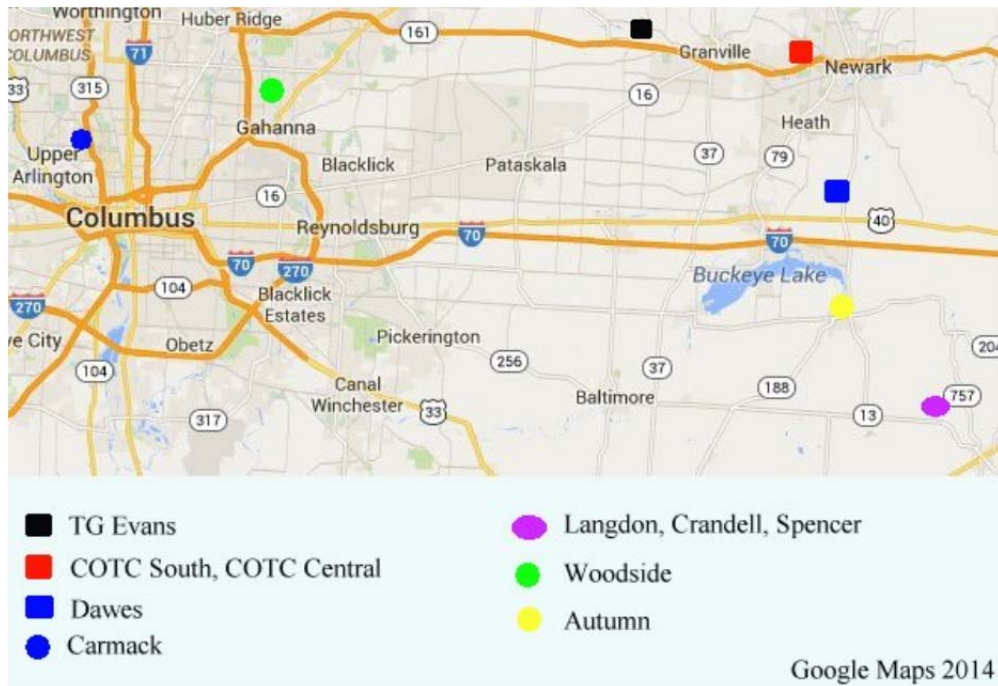 Worthington
Huber Ridge
ORTHWEST
COLUMBUS
71
161
Granville
Newark
33
315
16
Gahanna
Heath
Upper
Arlington
Blacklick
Pataskala
37
79
16
Columbus
Reynoldsburg
70
40
70
70
270
Buckeye Lake
104
Blacklick
Estates
270
ve City
Obetz
Pickerington
256
37
204
104
Canal
Winchester
33
Baltimore
188
757
13
317
TG Evans
COTC South, COTC Central
Dawes
Carmack
Langdon, Crandell, Spencer
Woodside
Autumn
Google Maps 2014